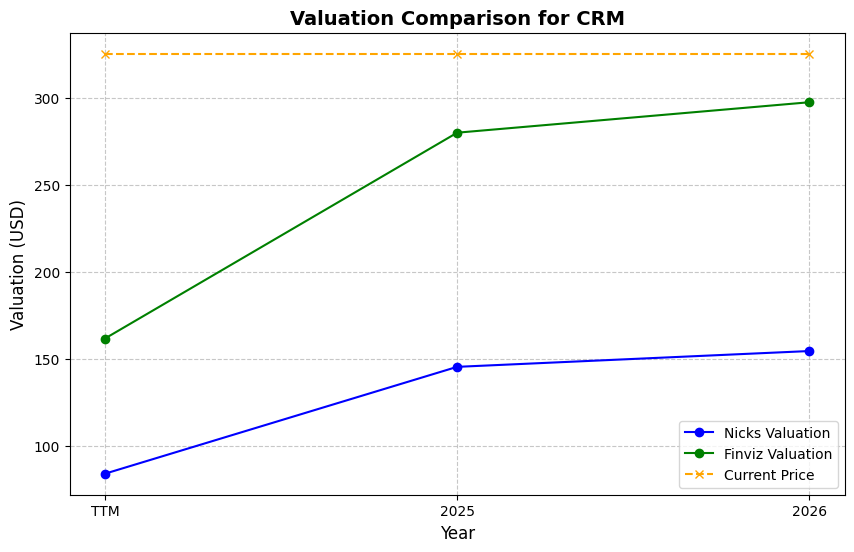 Valuation Comparison for CRM
Valuation (USD)
300
250
200
150
100
TTM
2025
2026
Year
Nicks Valuation
Finviz Valuation
Current Price